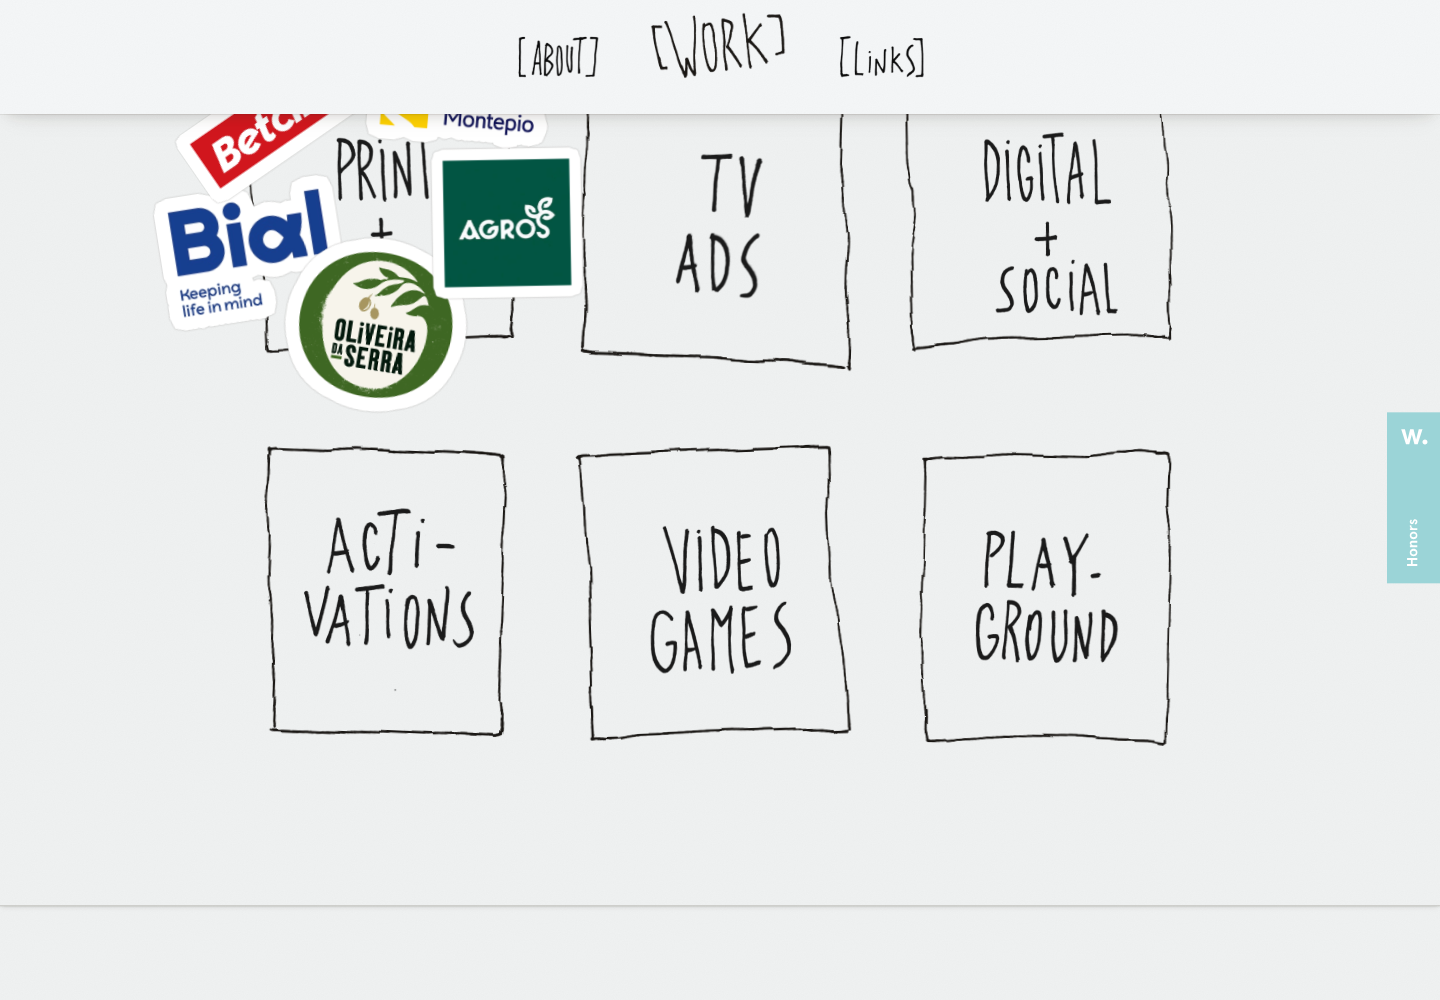 [ABOUT] [WORK] [LiNKS]
Montepio
PRiN
+
Bial
Keeping
life in mind
AGROS
OLiVEiRA
DA SERRA
TV
ADS
DiGiTAL
+
SOCiAL
ACTi-
VATiONS
ViDEO
GAMES
PLAY-
GROUND
W.
Honors